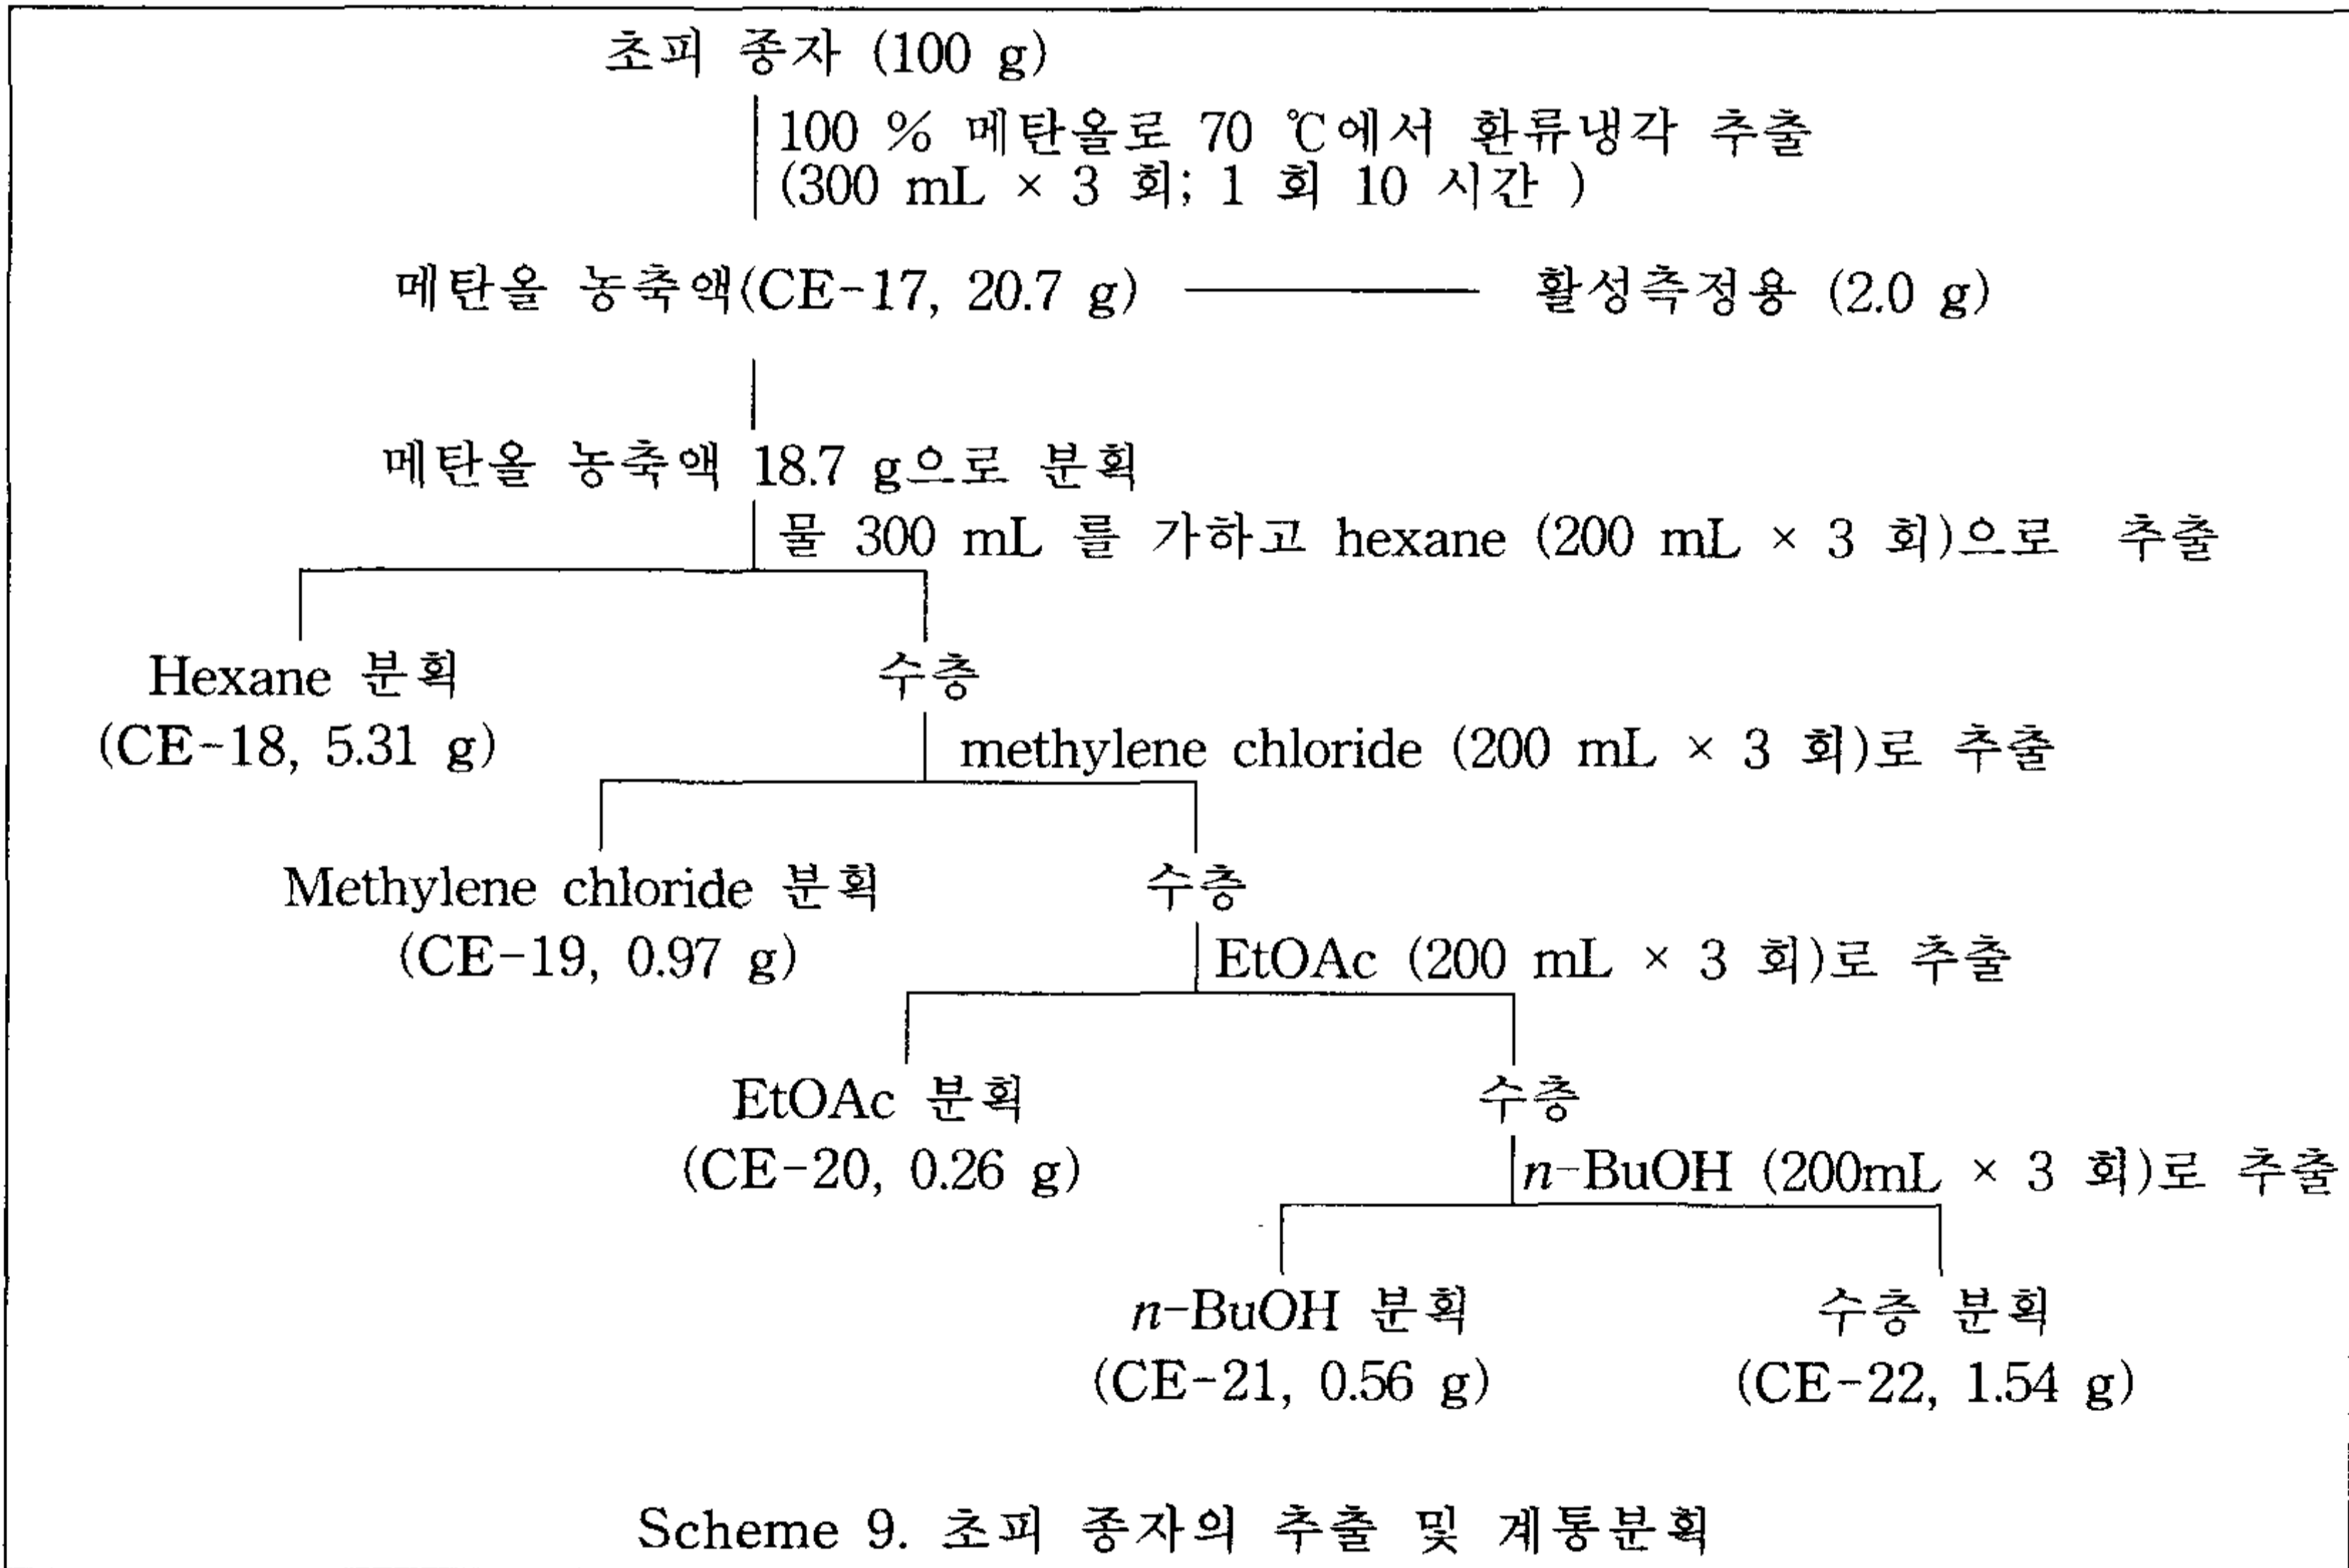 초피 종자 (100 g)
100 % 메탄올로 70 ℃에서 환류냉각 추출
(300 mL × 3 회; 1 회 10 시간 )
메탄올 농축액(CE-17, 20.7 g) 활성측정용 (2.0 g)
메탄올 농축액 18.7 g으로 분획
물 300 mL 를 가하고 hexane (200 mL × 3 회)으로 추출
Hexane 분획 수층
(CE-18, 5.31 g)
methylene chloride (200 mL × 3 회)로 추출
Methylene chloride 분획 수층
(CE-19, 0.97 g)
EtOAc (200 mL × 3 회)로 추출
EtOAc 분획 수층
(CE-20, 0.26 g)
n-BuOH (200mL × 3 회)로 추출
n-BuOH 분획 수층 분획
(CE-21, 0.56 g) (CE-22, 1.54 g)
Scheme 9. 초피 종자의 추출 및 계통분획